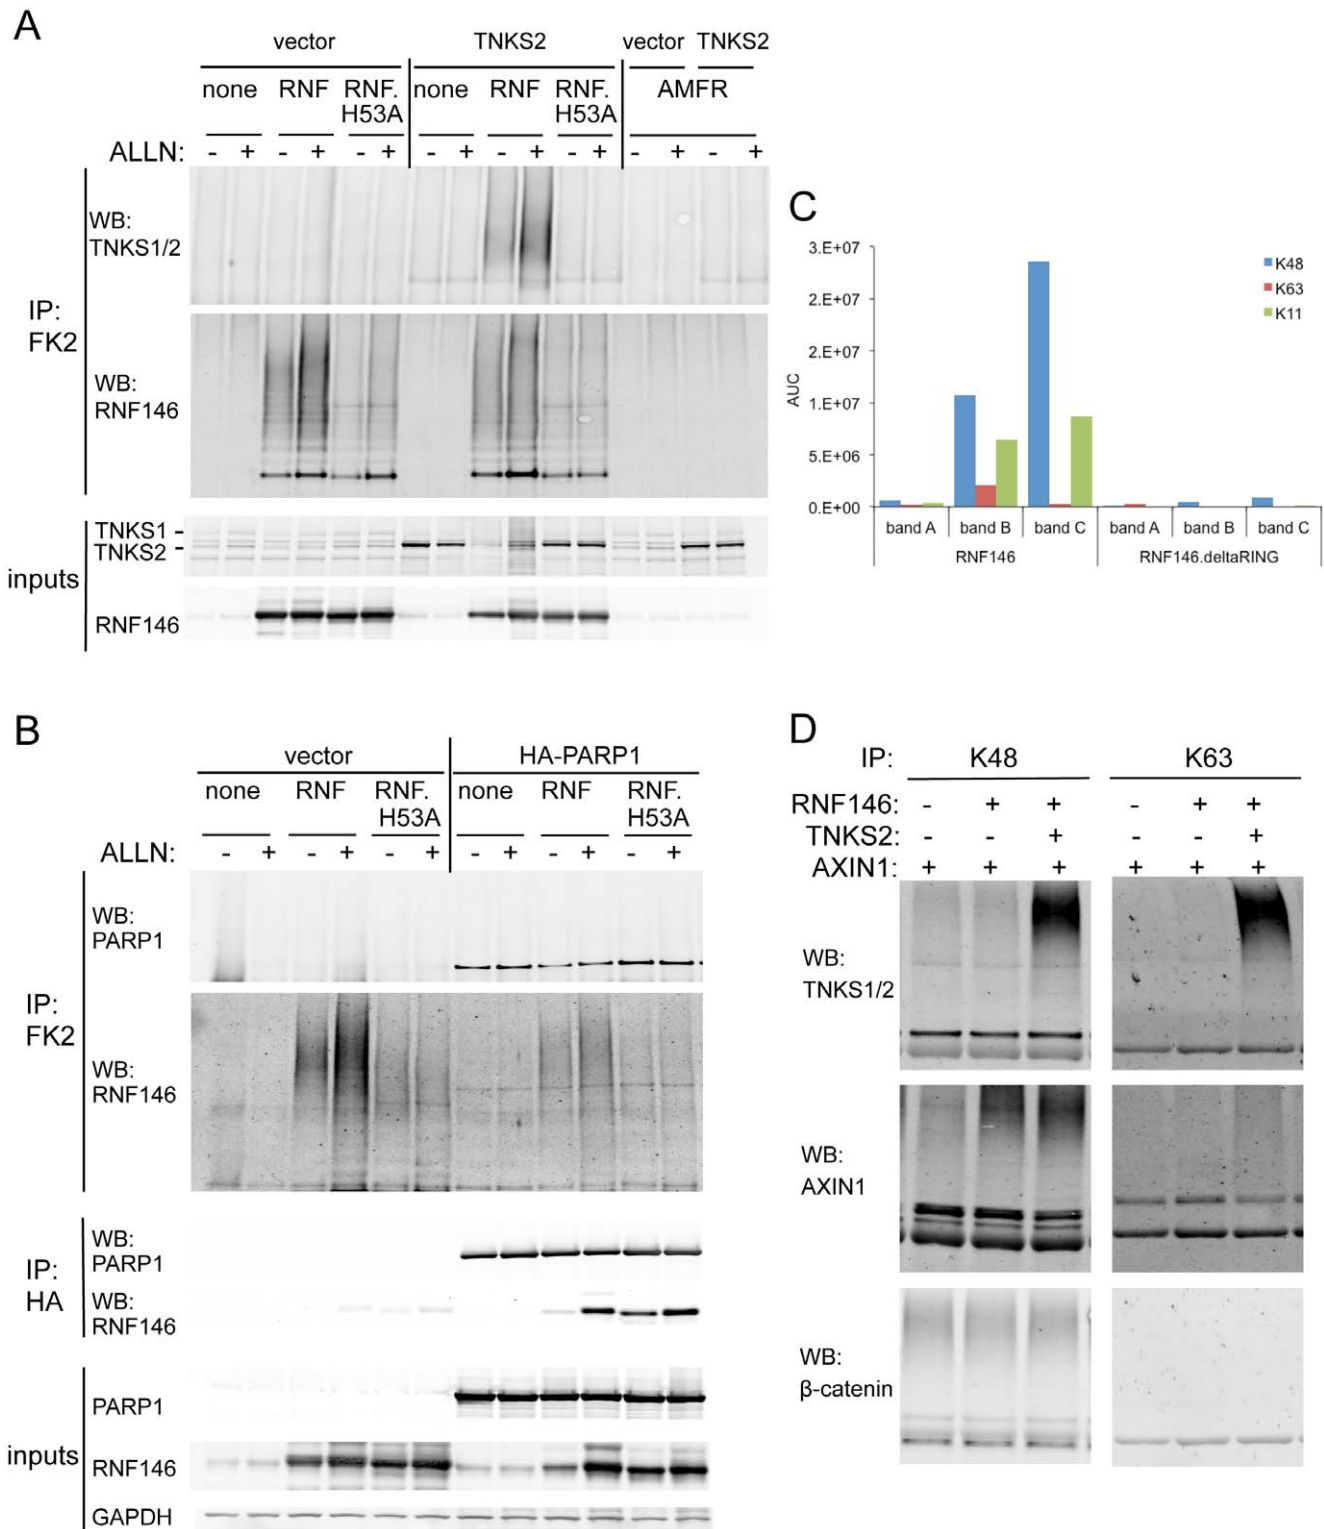 A
vector TNKS2 vector TNKS2
none RNF RNF. none RNF RNF. AMFR
H53A H53A
ALLN: - + - + - + - + - + - + - + - +
WB:
TNKS1/2
IP:
FK2
WB:
RNF146
TNKS1
TNKS2
inputs
RNF146
C
3.E+07
2.E+07
2.E+07
1.E+07
5.E+06
0.E+00
AUC
K48
K63
K11
band A band B band C band A band B band C
RNF146 RNF146.deltaRING
B
vector HA-PARP1
none RNF RNF. none RNF RNF.
H53A H53A
ALLN: - + - + - + - + - + - +
WB:
PARP1
IP:
FK2
WB:
RNF146
WB:
PARP1
IP:
HA
WB:
RNF146
PARP1
inputs
RNF146
GAPDH
D
IP: K48 K63
RNF146: - + + - + +
TNKS2: - - + - - +
AXIN1: + + + + + +
WB:
TNKS1/2
WB:
AXIN1
WB:
β-catenin